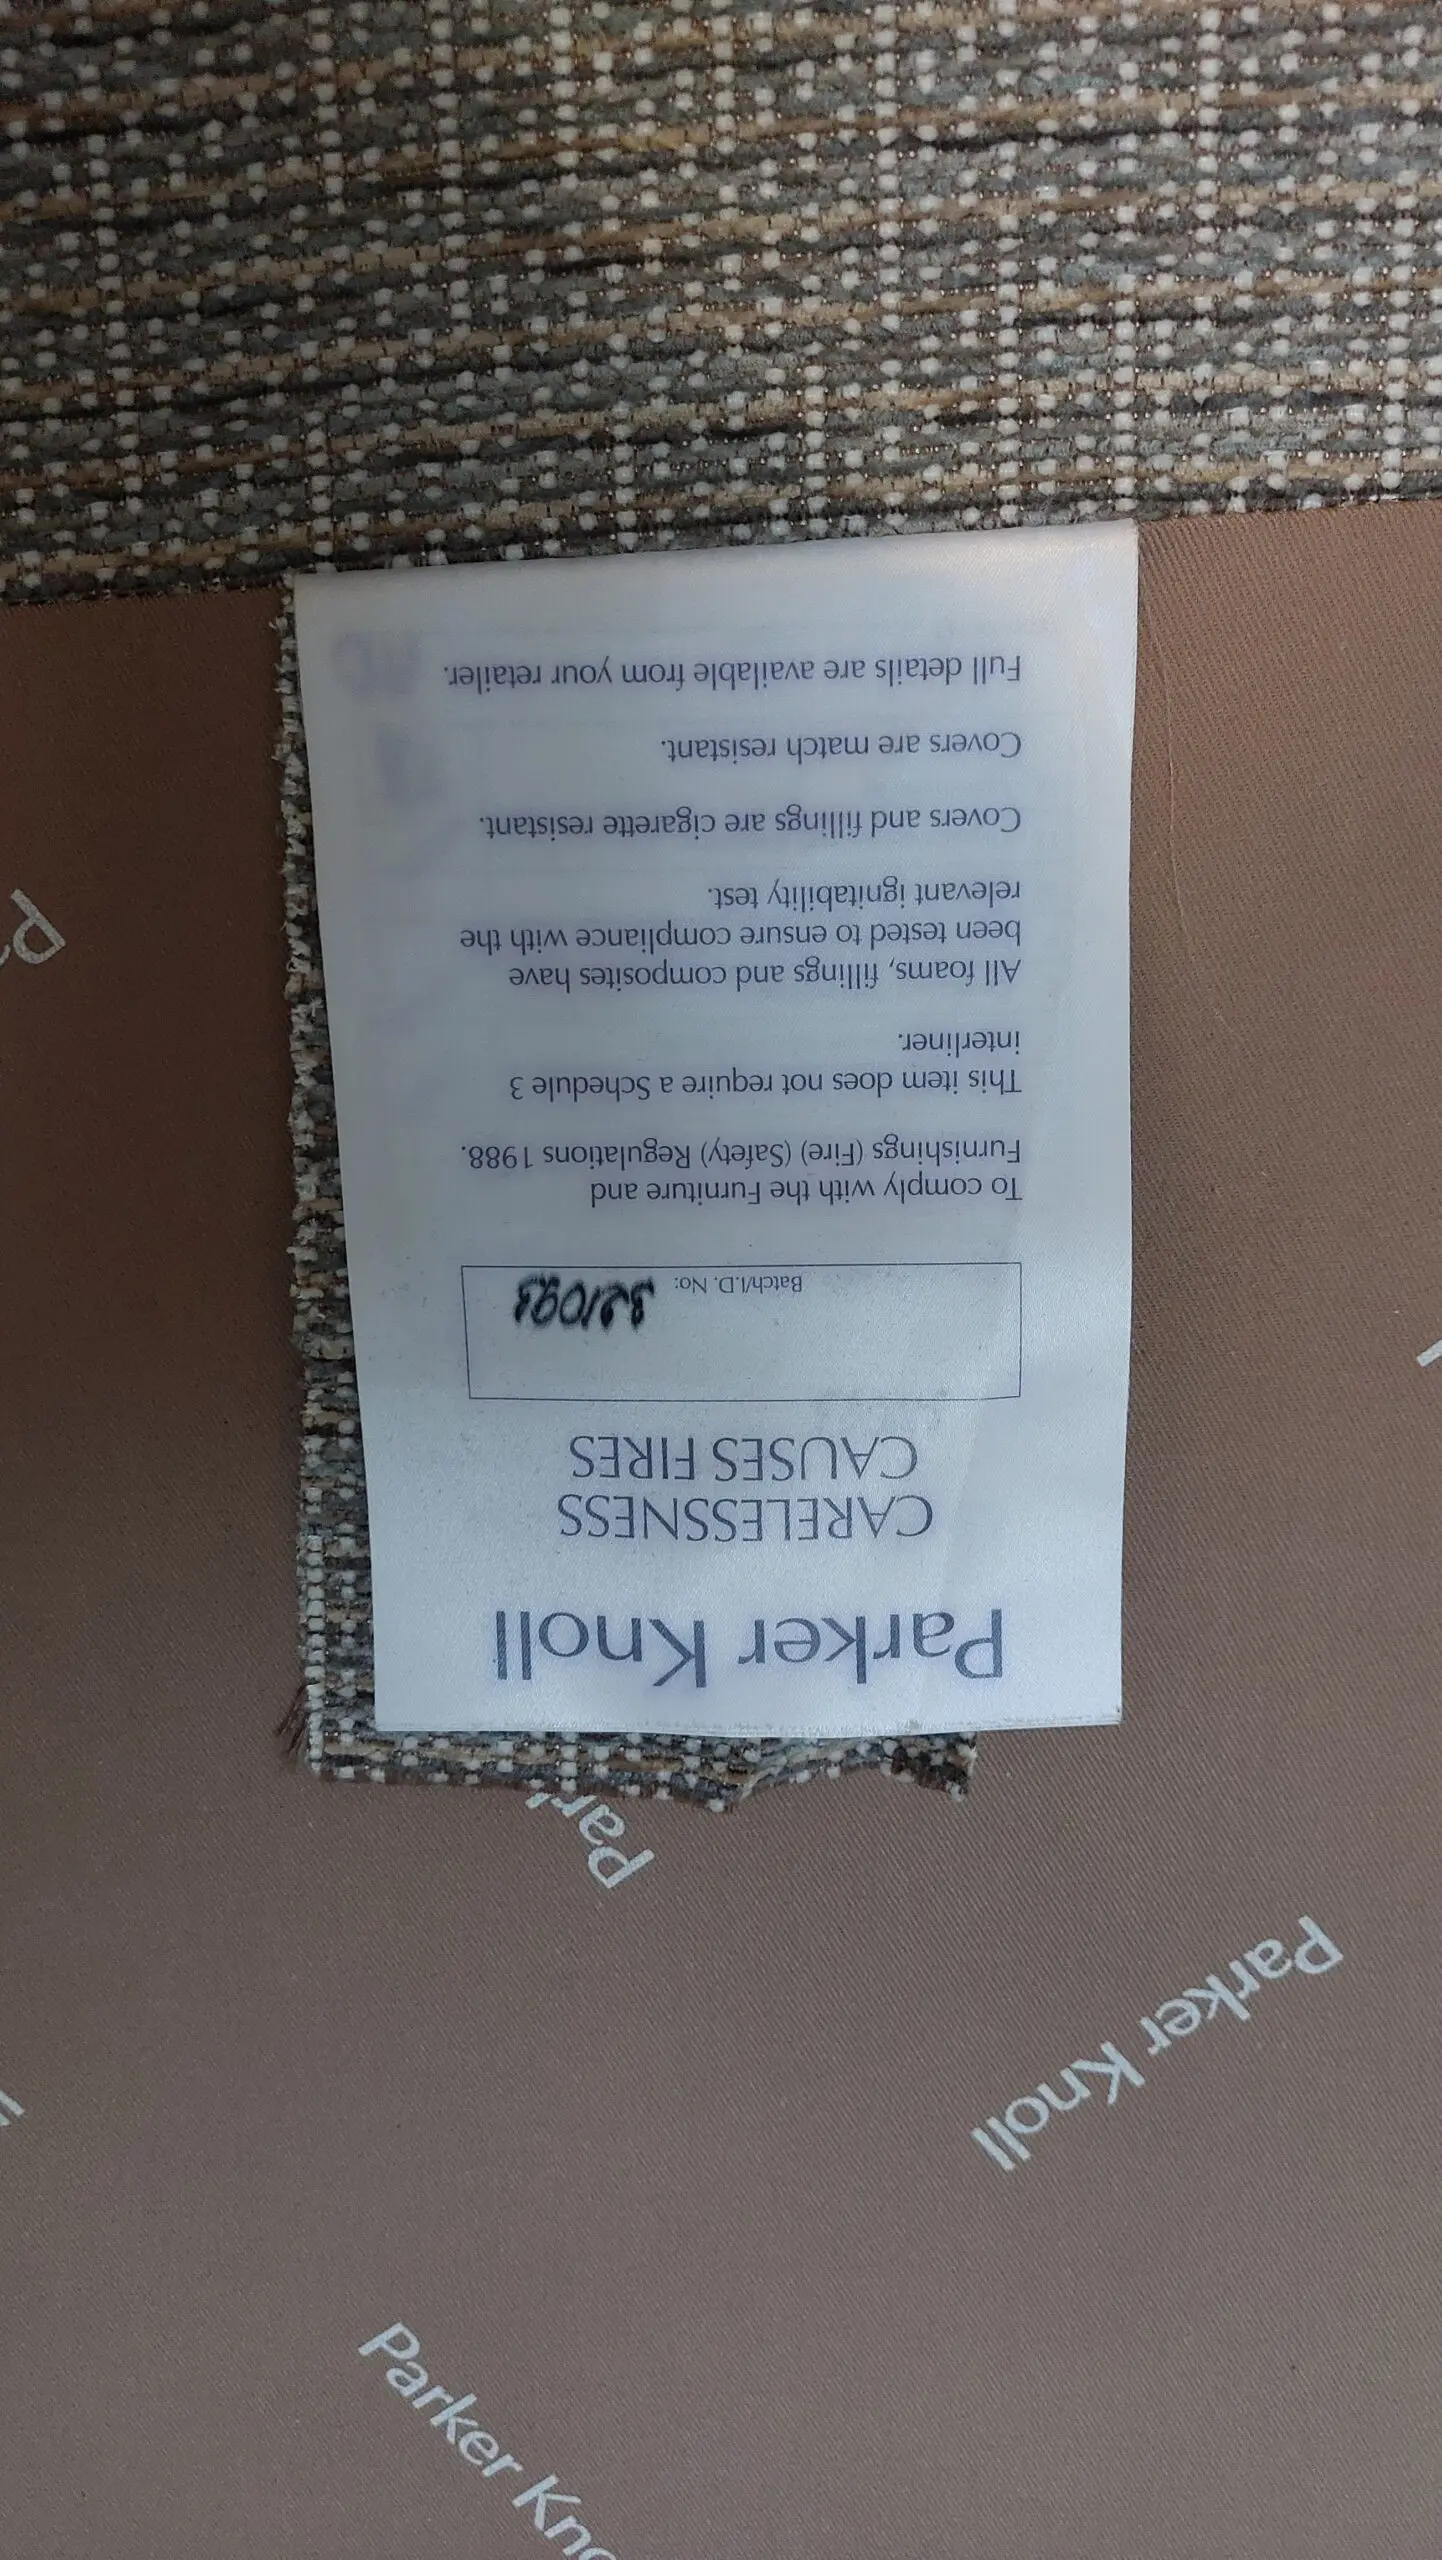 Parker Knoll
CARELESSNESS
CAUSES FIRES
Batch/I.D. No: 321093
To comply with the Furniture and
Furnishings (Fire) (Safety) Regulations 1988.
This item does not require a Schedule 3
interliner.
All foams, fillings and composites have
been tested to ensure compliance with the
relevant ignitability test.
Covers and fillings are cigarette resistant.
Covers are match resistant.
Full details are available from your retailer.
Par
Parker Knoll
Parker Kno